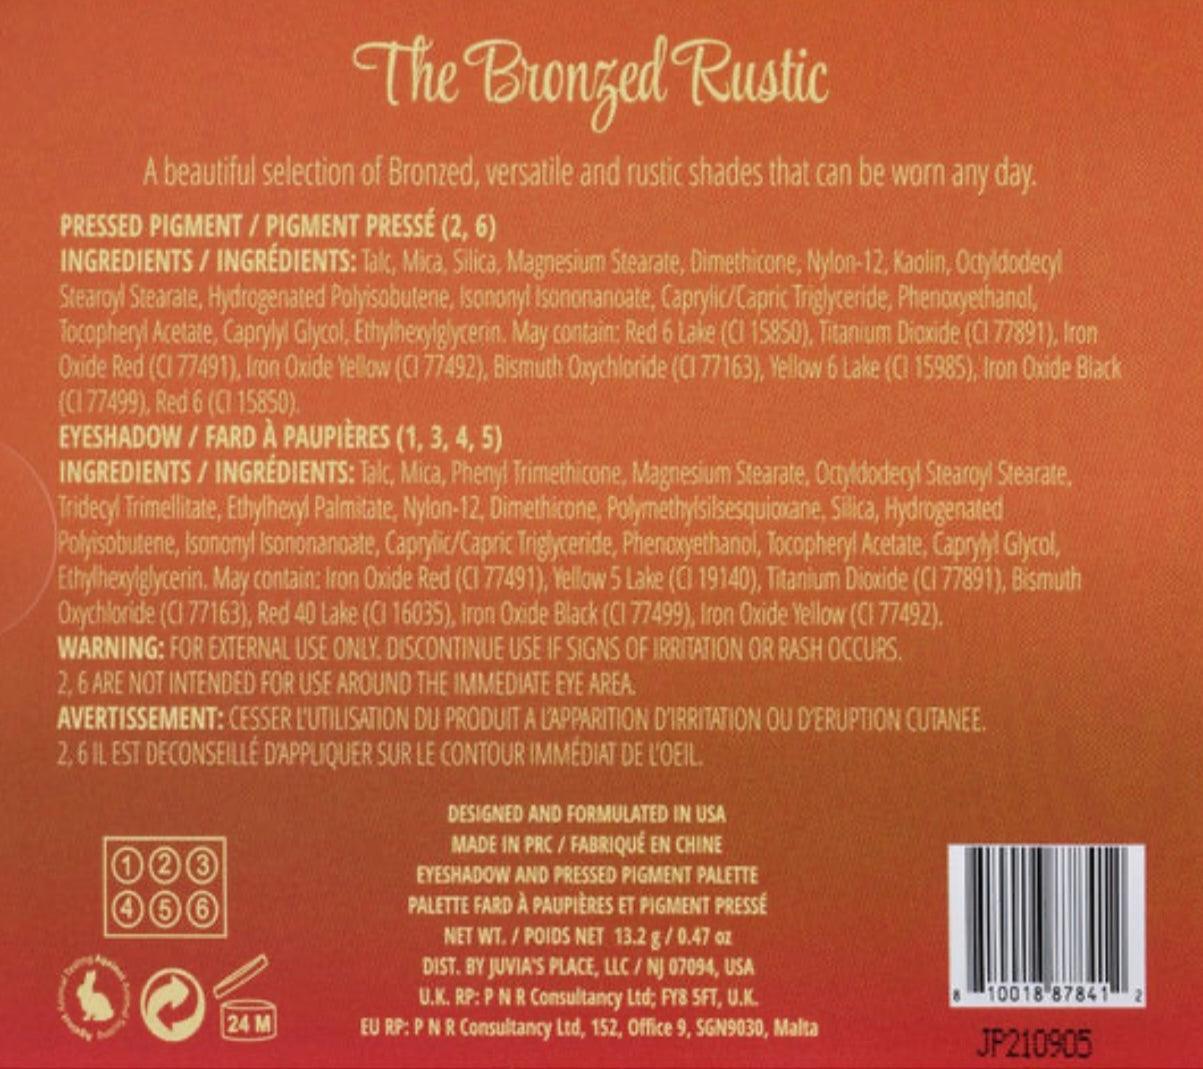 The Bronzed Rustic
A beautiful selection of Bronzed, versatile and rustic shades that can be worn any day.
PRESSED PIGMENT / PIGMENT PRESSÉ (2, 6)
INGREDIENTS / INGRÉDIENTS: Talc, Mica, Silica, Magnesium Stearate, Dimethicone, Nylon-12, Kaolin, Octyldodecyl
Stearoyl Stearate, Hydrogenated Polyisobutene, Isononyl Isononanoate, Caprylic/Capric Triglyceride, Phenoxyethanol,
Tocopheryl Acetate, Caprylyl Glycol, Ethylhexylglycerin. May contain: Red 6 Lake (CI 15850), Titanium Dioxide (CI 77891), Iron
Oxide Red (CI 77491), Iron Oxide Yellow (CI 77492), Bismuth Oxychloride (CI 77163), Yellow 6 Lake (CI 15985), Iron Oxide Black
(CI 77499), Red 6 (CI 15850).
EYESHADOW / FARD À PAUPIÈRES (1, 3, 4, 5)
INGREDIENTS / INGRÉDIENTS: Talc, Mica, Phenyl Trimethicone, Magnesium Stearate, Octyldodecyl Stearoyl Stearate,
Tridecyl Trimellitate, Ethylhexyl Palmitate, Nylon-12, Dimethicone, Polymethylsilsesquioxane, Silica, Hydrogenated
Polyisobutene, Isononyl Isononanoate, Caprylic/Capric Triglyceride, Phenoxyethanol, Tocopheryl Acetate, Caprylyl Glycol,
Ethylhexylglycerin. May contain: Iron Oxide Red (CI 77491), Yellow 5 Lake (CI 19140), Titanium Dioxide (CI 77891), Bismuth
Oxychloride (CI 77163), Red 40 Lake (CI 16035), Iron Oxide Black (CI 77499), Iron Oxide Yellow (CI 77492).
WARNING: FOR EXTERNAL USE ONLY. DISCONTINUE USE IF SIGNS OF IRRITATION OR RASH OCCURS.
2, 6 ARE NOT INTENDED FOR USE AROUND THE IMMEDIATE EYE AREA.
AVERTISSEMENT: CESSER L'UTILISATION DU PRODUIT A L'APPARITION D'IRRITATION OU D'ERUPTION CUTANEE.
2, 6 IL EST DECONSEILLÉ D'APPLIQUER SUR LE CONTOUR IMMÉDIAT DE L'OEIL.
DESIGNED AND FORMULATED IN USA
MADE IN PRC / FABRIQUÉ EN CHINE
EYESHADOW AND PRESSED PIGMENT PALETTE
PALETTE FARD À PAUPIÈRES ET PIGMENT PRESSÉ
NET WT. / POIDS NET 13.2 g / 0.47 oz
DIST. BY JUVIA'S PLACE, LLC / NJ 07094, USA
U.K. RP: P N R Consultancy Ltd; FY8 5FT, U.K.
EU RP: P N R Consultancy Ltd, 152, Office 9, SGN9030, Malta
1 2 3
4 5 6
Against Animal Testing
24 M
8 10018 87841 2
JP210905